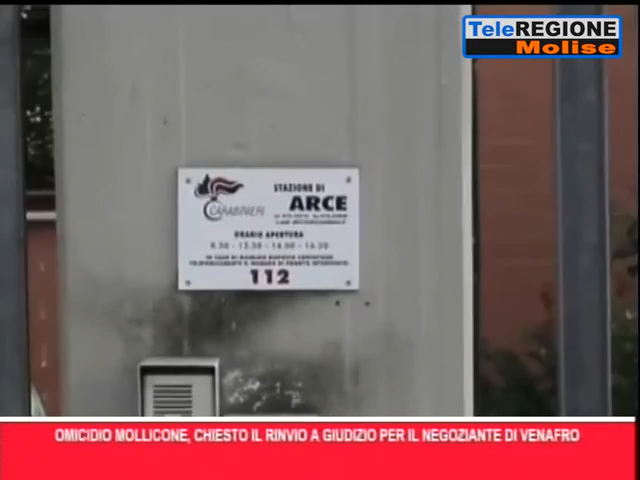 TeleREGIONE
Molise
STAZIONE DI
CARABINIERI
ARCE
ORARIO APERTURA
8.30 - 13.30 - 14.00 - 16.30
112
OMICIDIO MOLLICONE, CHIESTO IL RINVIO A GIUDIZIO PER IL NEGOZIANTE DI VENAFRO